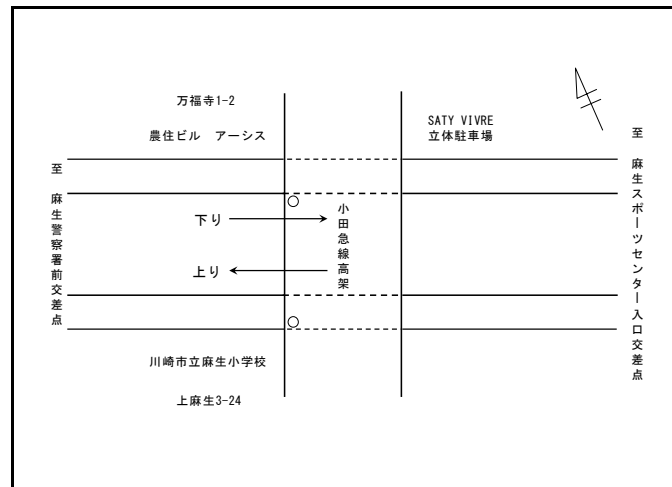 万福寺1-2
農住ビル アーシス
SATY VIVRE
立体駐車場
至 麻生警察署前交差点
至 麻生スポーツセンター入口交差点
下り
小田急線高架
上り
川崎市立麻生小学校
上麻生3-24